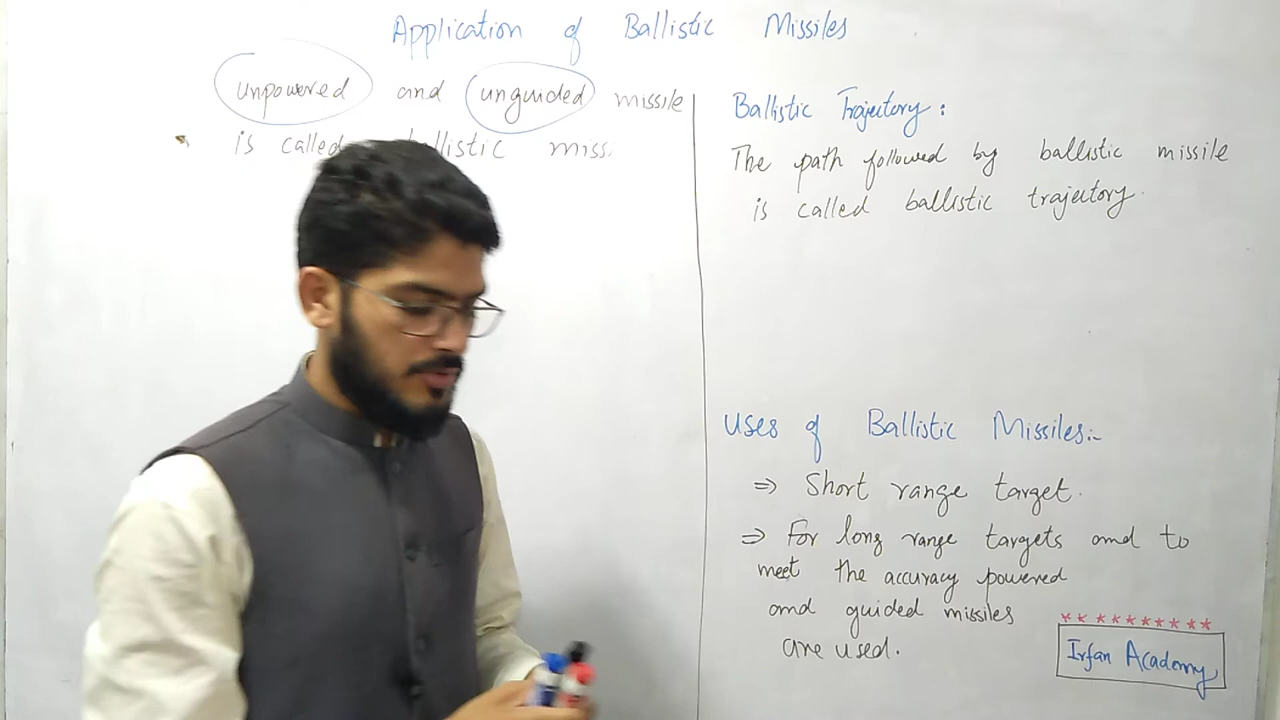 Application of Ballistic Missiles
unpowered and unguided missile
is called
Ballistic Trajectory:
The path followed by ballistic missile
is called ballistic trajectory.
Uses of Ballistic Missiles:-
⇒ Short range target.
⇒ For long range targets and to
meet the accuracy powered
and guided missiles
are used.
*********
Irfan Academy